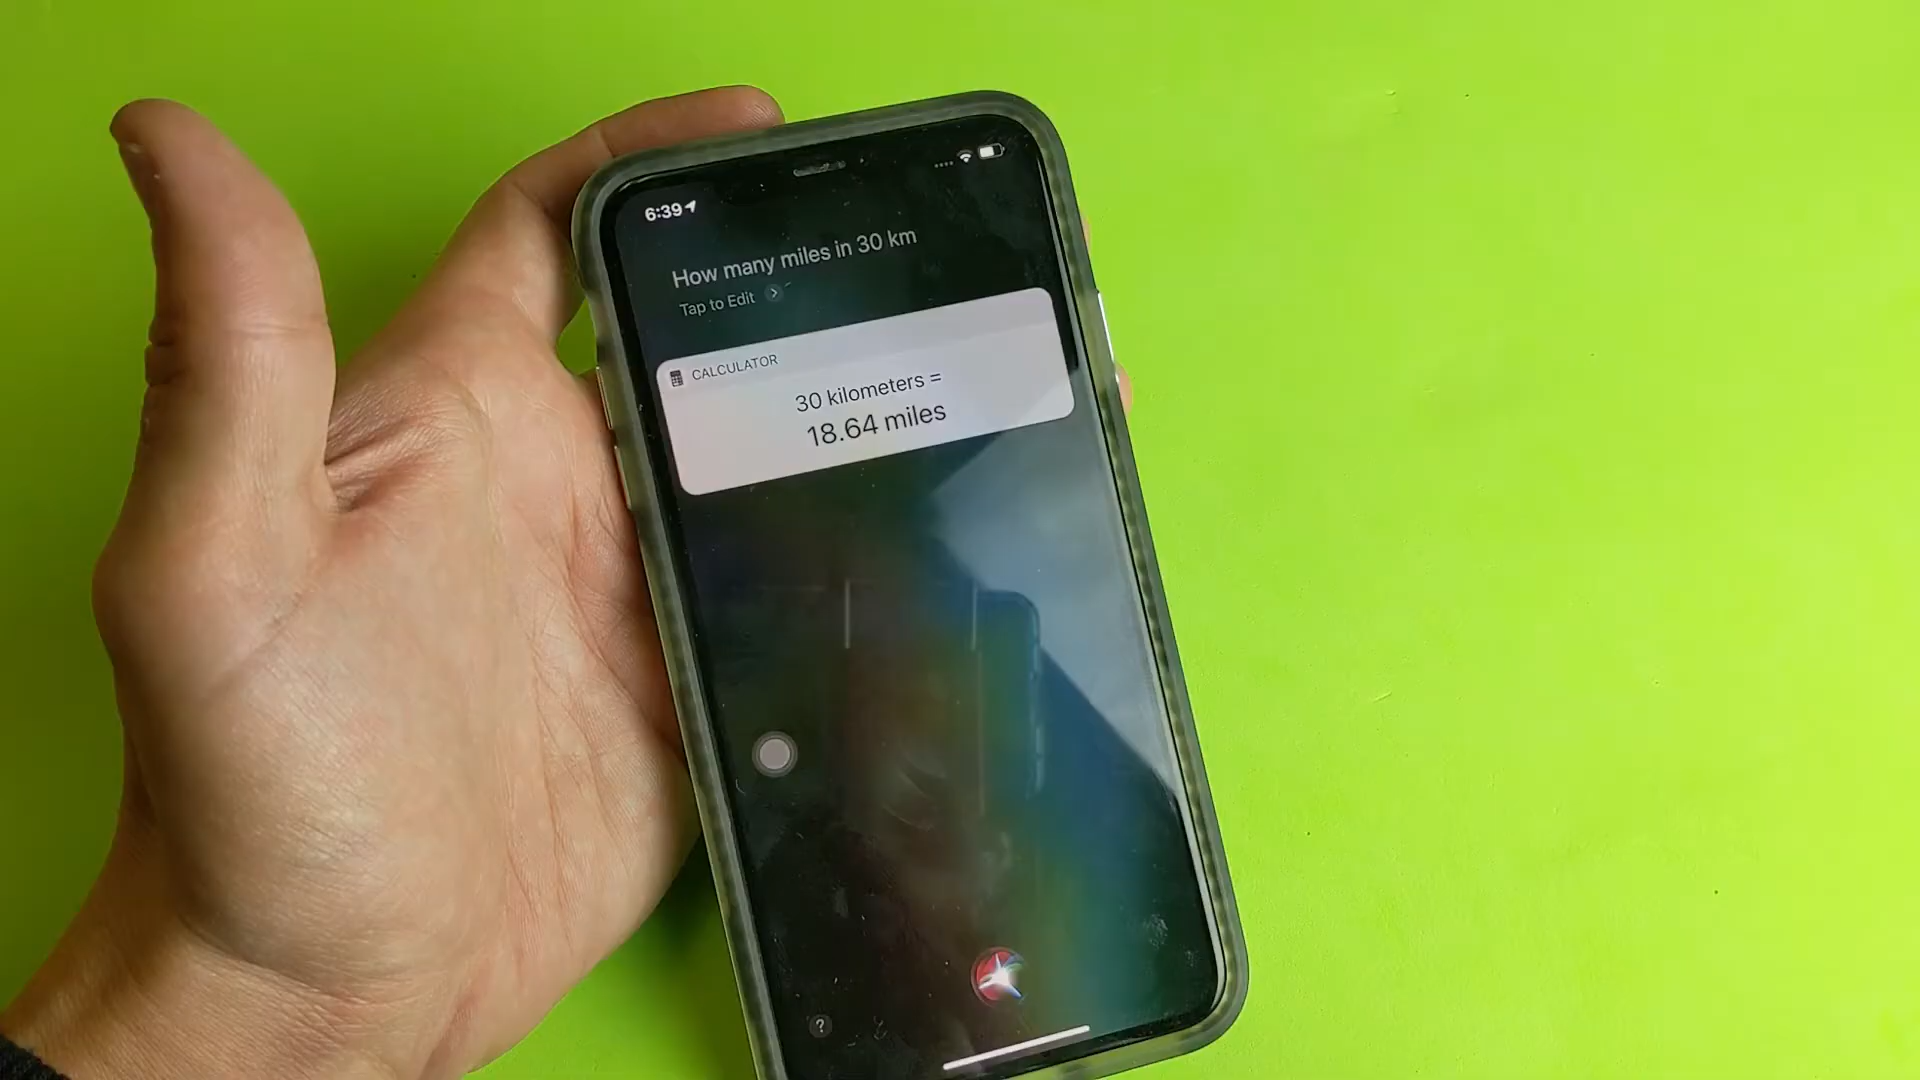 6:39
How many miles in 30 km
Tap to Edit
CALCULATOR
30 kilometers =
18.64 miles
?